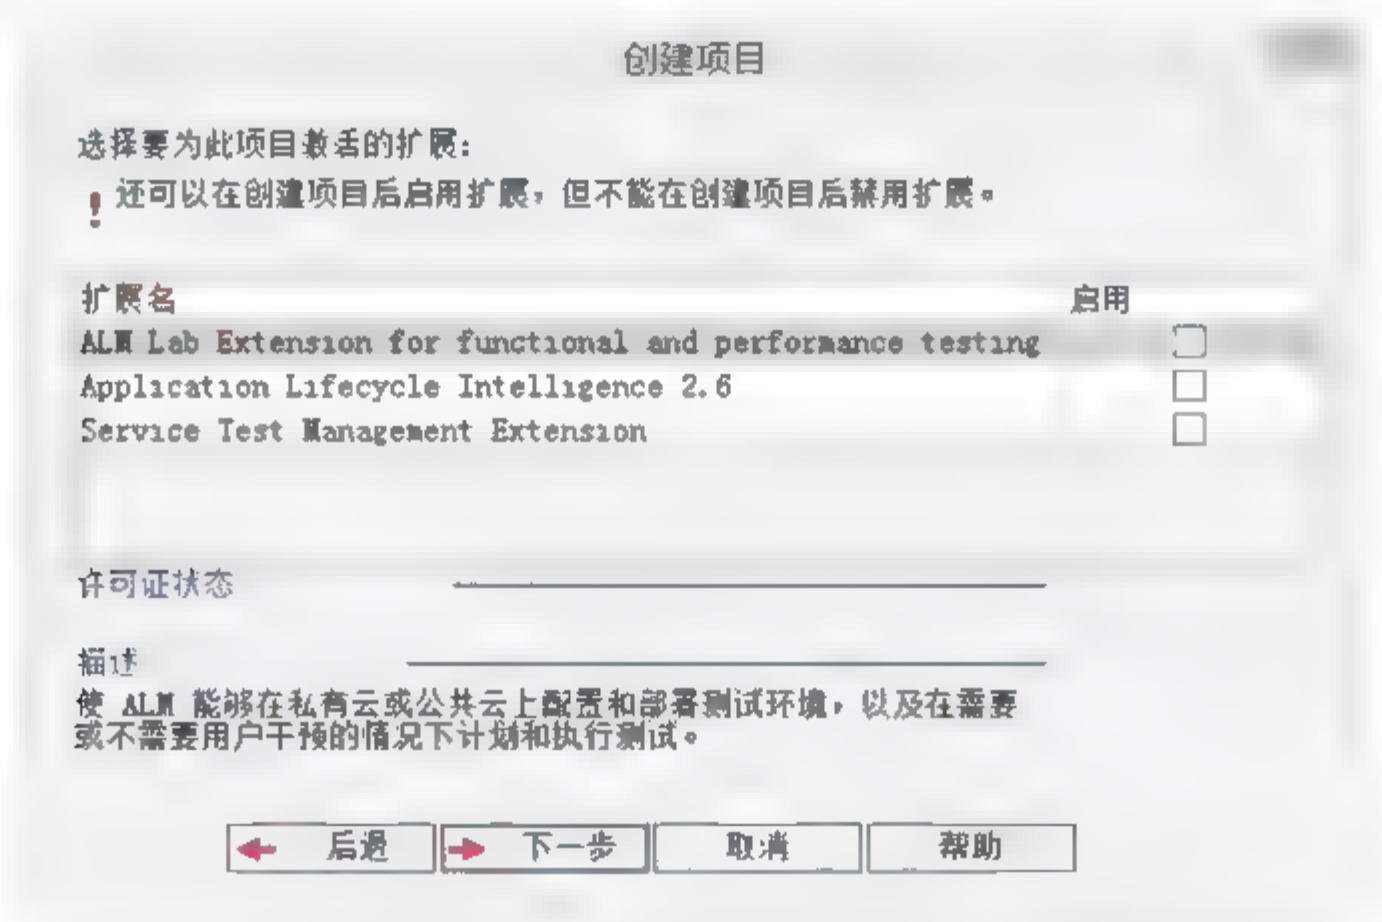 创建项目
选择要为此项目激活的扩展:
还可以在创建项目后启用扩展，但不能在创建项目后禁用扩展。
扩展名 启用
ALM Lab Extension for functional and performance testing
Application Lifecycle Intelligence 2.6
Service Test Management Extension
许可证状态
描述
使 ALM 能够在私有云或公共云上配置和部署测试环境，以及在需要
或不需要用户干预的情况下计划和执行测试。
后退 下一步 取消 帮助